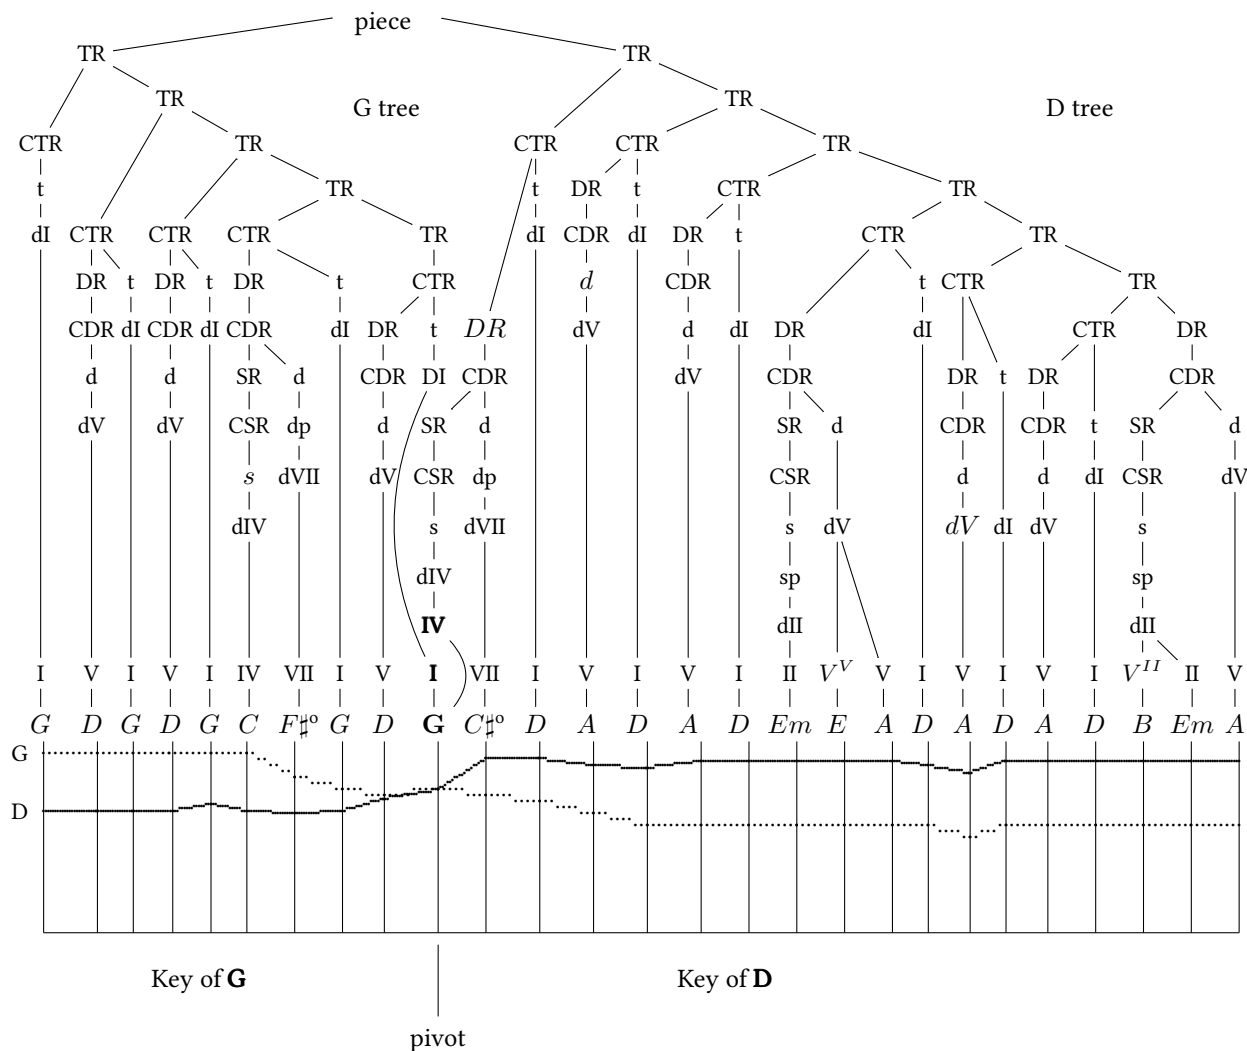 piece
TR TR
TR TR
G tree D tree
CTR TR CTR CTR TR
t TR t DR t CTR TR
dI CTR CTR CTR TR dI CDR dI DR t CTR TR
DR t DR t DR t CTR d CDR t CTR TR
CDR dI CDR dI CDR dI DR t DR dV d dI DR dI CTR DR
d d SR d CDR DI CDR dV CDR DR t DR CDR
dV dV CSR dp d SR d SR d CDR CDR t SR d
s dVII dV CSR dp CSR d d dI CSR dV
dIV s dVII s dV dV dI dV s
dIV sp sp
IV dII dII
I V I V I IV VII I V I VII I V I V I II V^V V I V I V I V^II II V
G D G D G C F♯º G D G C♯º D A D A D Em E A D A D A D B Em A
G
D
Key of G Key of D
pivot